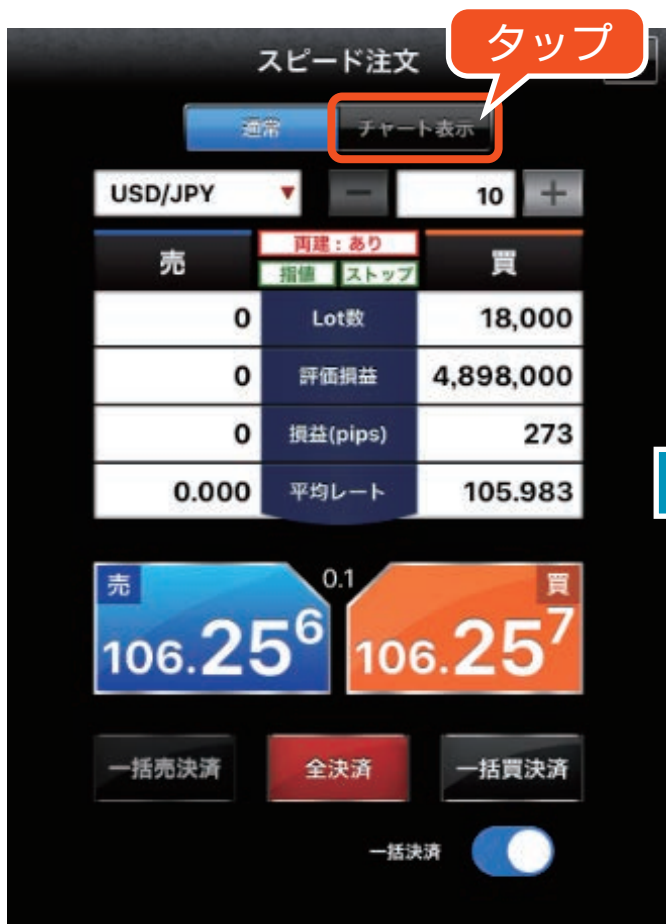 タップ
スピード注文
通常 チャート表示
USD/JPY ▼ − 10 +
売 両建：あり 買
指値 ストップ
0 Lot数 18,000
0 評価損益 4,898,000
0 損益(pips) 273
0.000 平均レート 105.983
売 0.1 買
106.256 106.257
一括売決済 全決済 一括買決済
一括決済